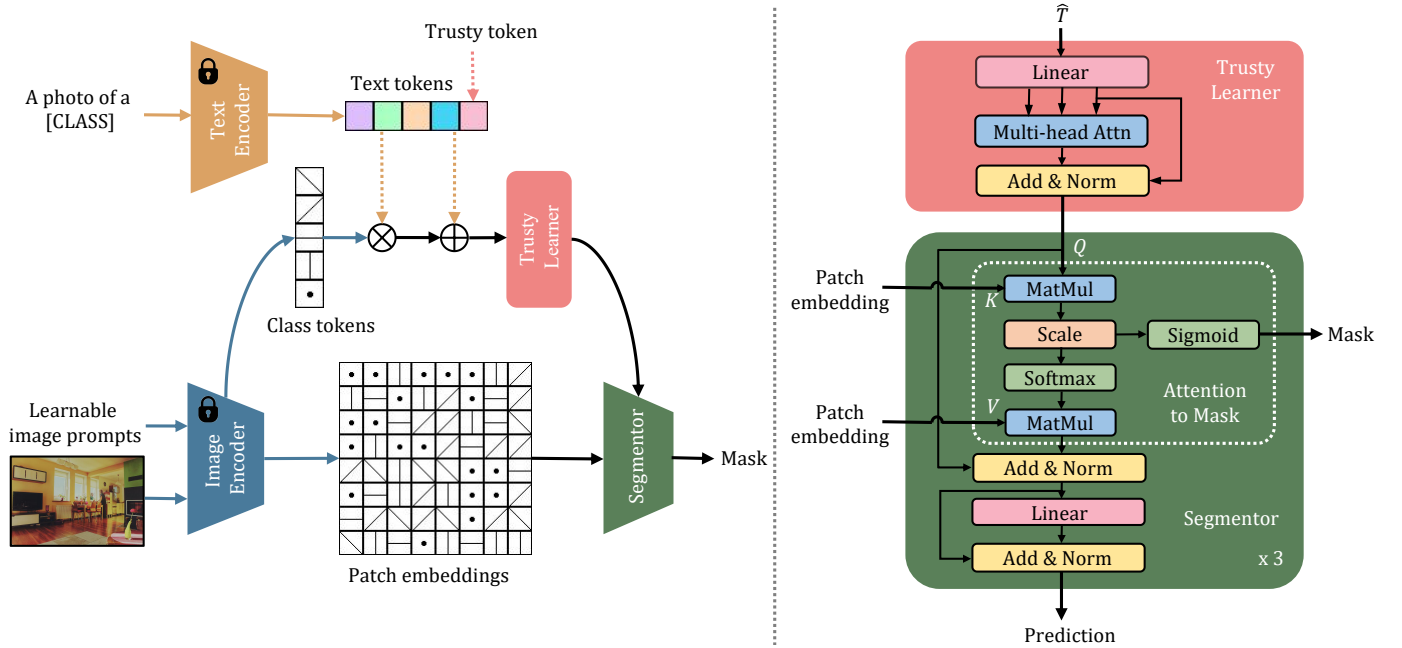 Trusty token
Text tokens
A photo of a
[CLASS]
Text
Encoder
Trusty
Learner
Class tokens
Learnable
image prompts
Image
Encoder
Segmentor
Mask
Patch embeddings
T̂
Linear
Trusty
Learner
Multi-head Attn
Add & Norm
Q
Patch
embedding
K
MatMul
Scale
Sigmoid
Mask
Softmax
Attention
to Mask
Patch
embedding
V
MatMul
Add & Norm
Linear
Segmentor
Add & Norm
x 3
Prediction